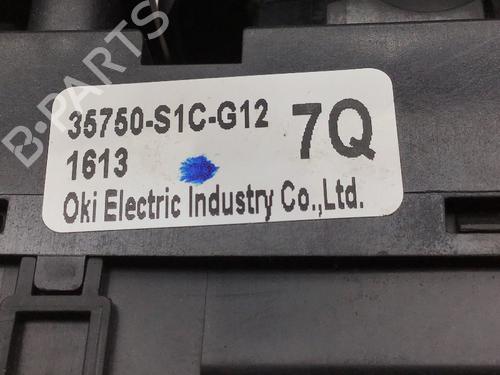 35750-S1C-G12 7Q
1613
Oki Electric Industry Co.,Ltd.
B-PARTS